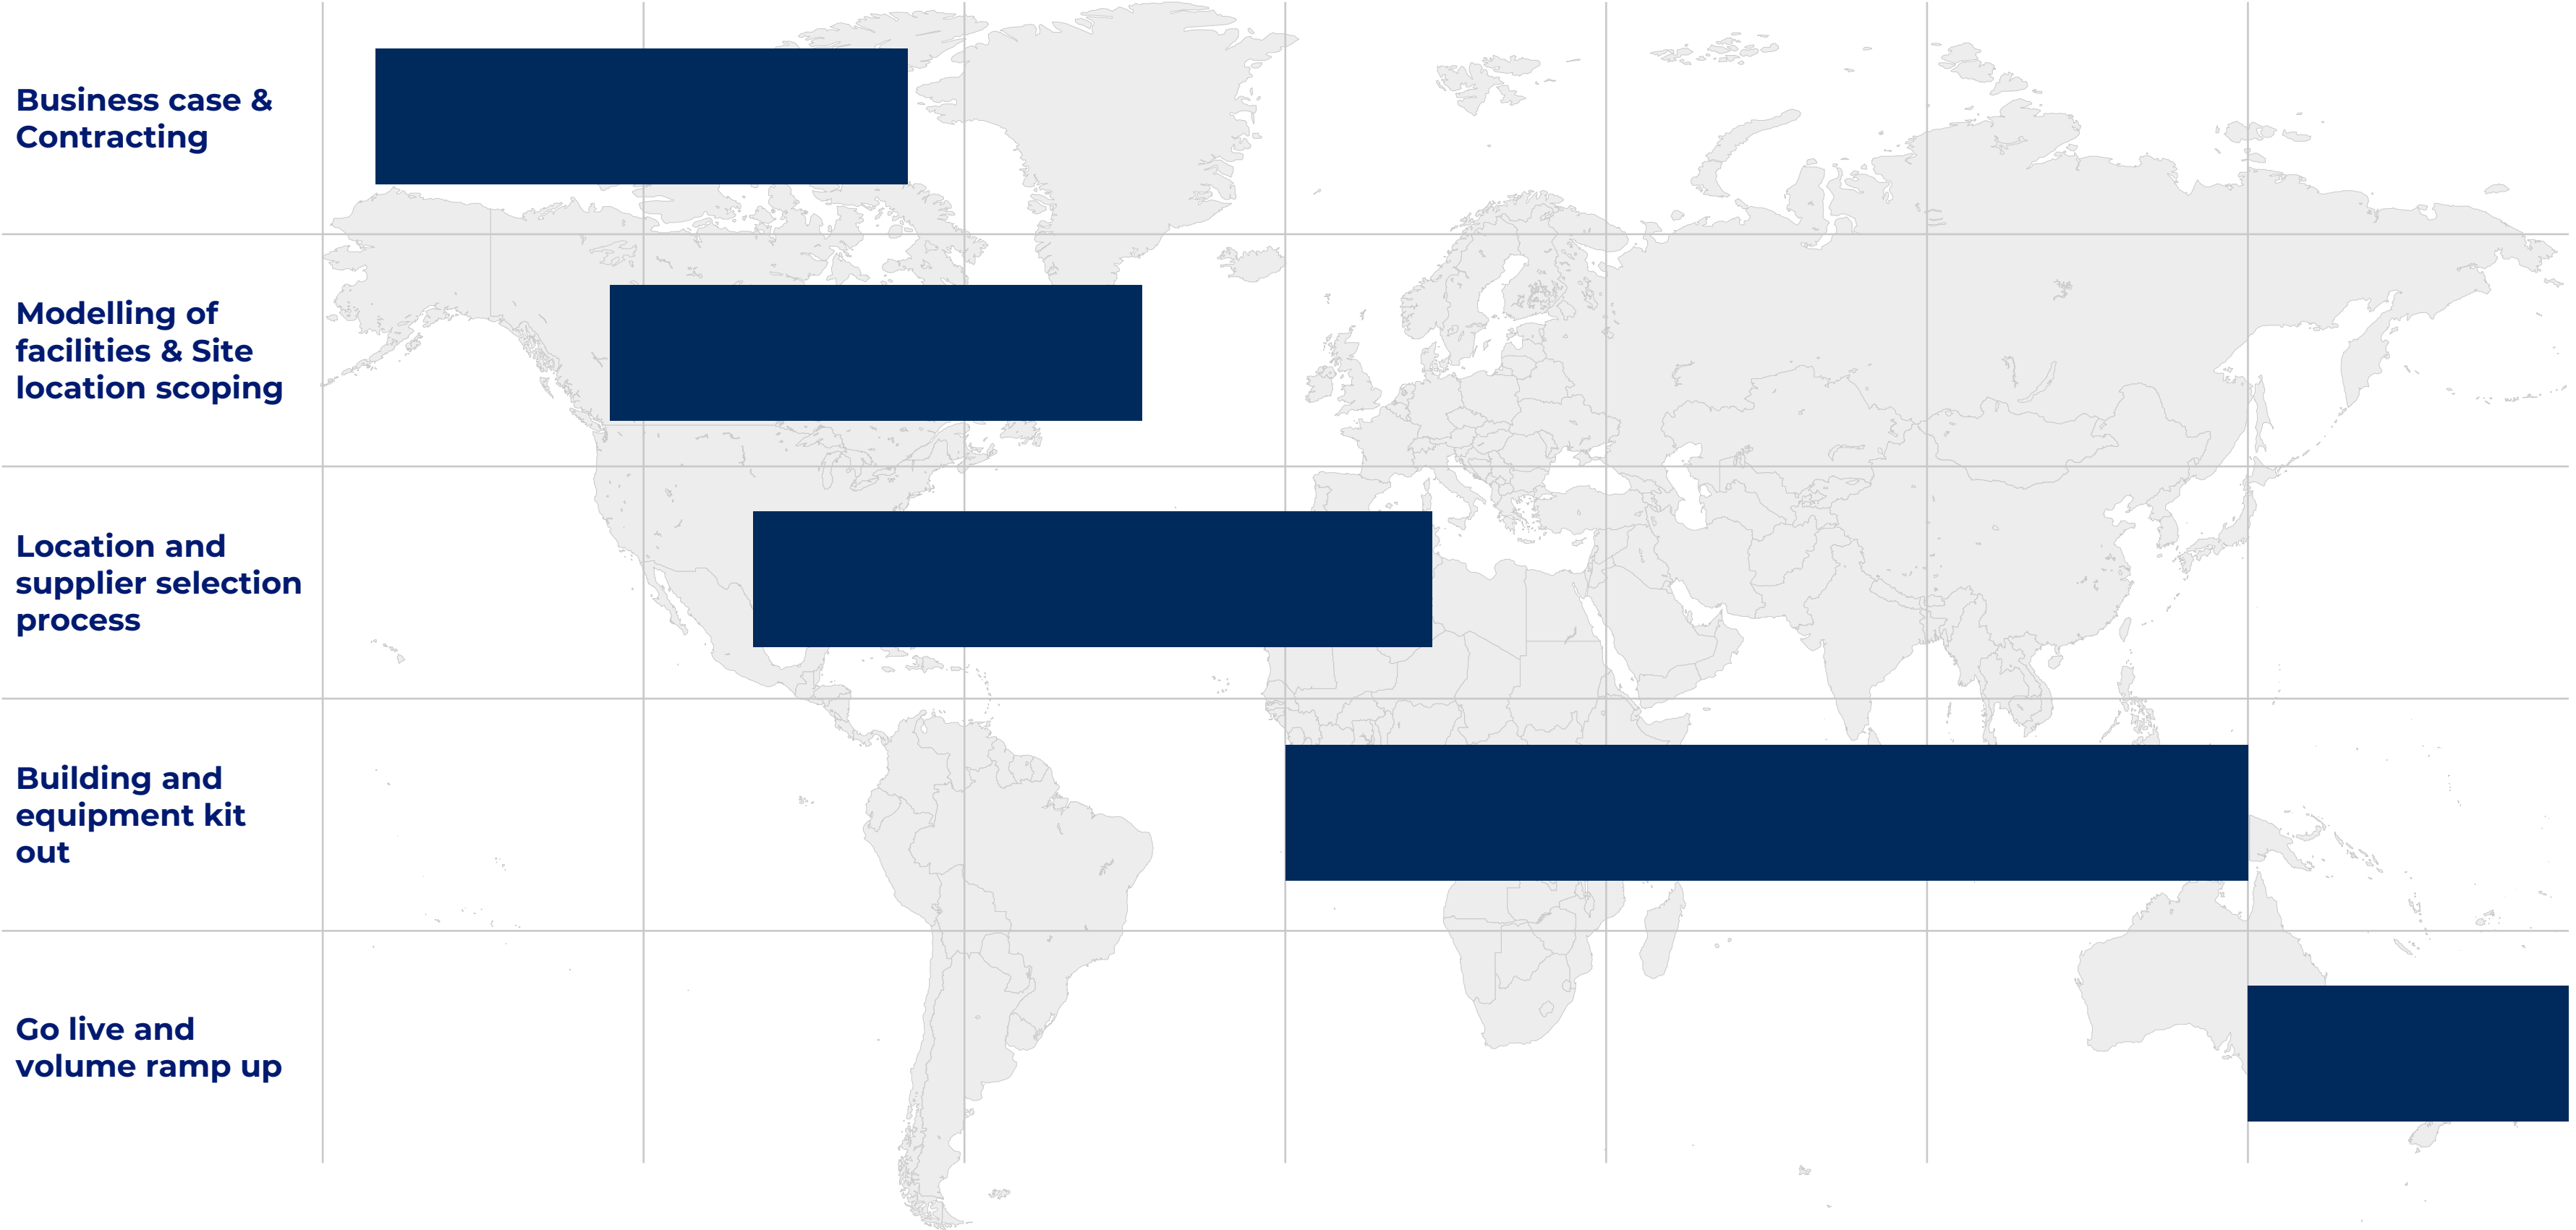 Business case &
Contracting
Modelling of
facilities & Site
location scoping
Location and
supplier selection
process
Building and
equipment kit
out
Go live and
volume ramp up